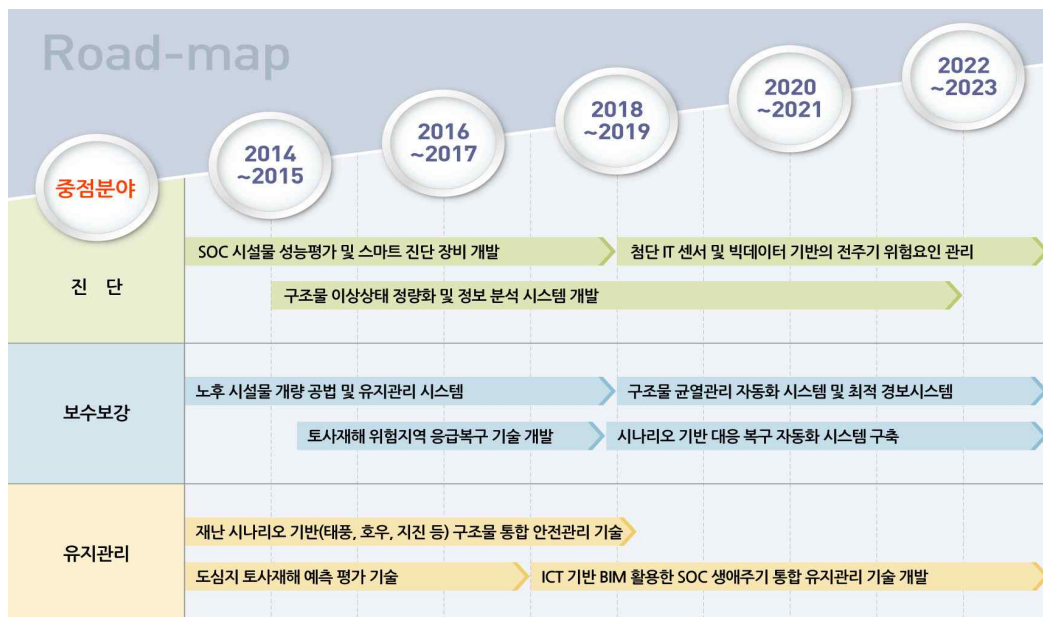 Road-map
중점분야
2014
~2015
2016
~2017
2018
~2019
2020
~2021
2022
~2023
진 단
SOC 시설물 성능평가 및 스마트 진단 장비 개발
첨단 IT 센서 및 빅데이터 기반의 전주기 위험요인 관리
구조물 이상상태 정량화 및 정보 분석 시스템 개발
보수보강
노후 시설물 개량 공법 및 유지관리 시스템
구조물 균열관리 자동화 시스템 및 최적 경보시스템
토사재해 위험지역 응급복구 기술 개발
시나리오 기반 대응 복구 자동화 시스템 구축
유지관리
재난 시나리오 기반(태풍, 호우, 지진 등) 구조물 통합 안전관리 기술
도심지 토사재해 예측 평가 기술
ICT 기반 BIM 활용한 SOC 생애주기 통합 유지관리 기술 개발